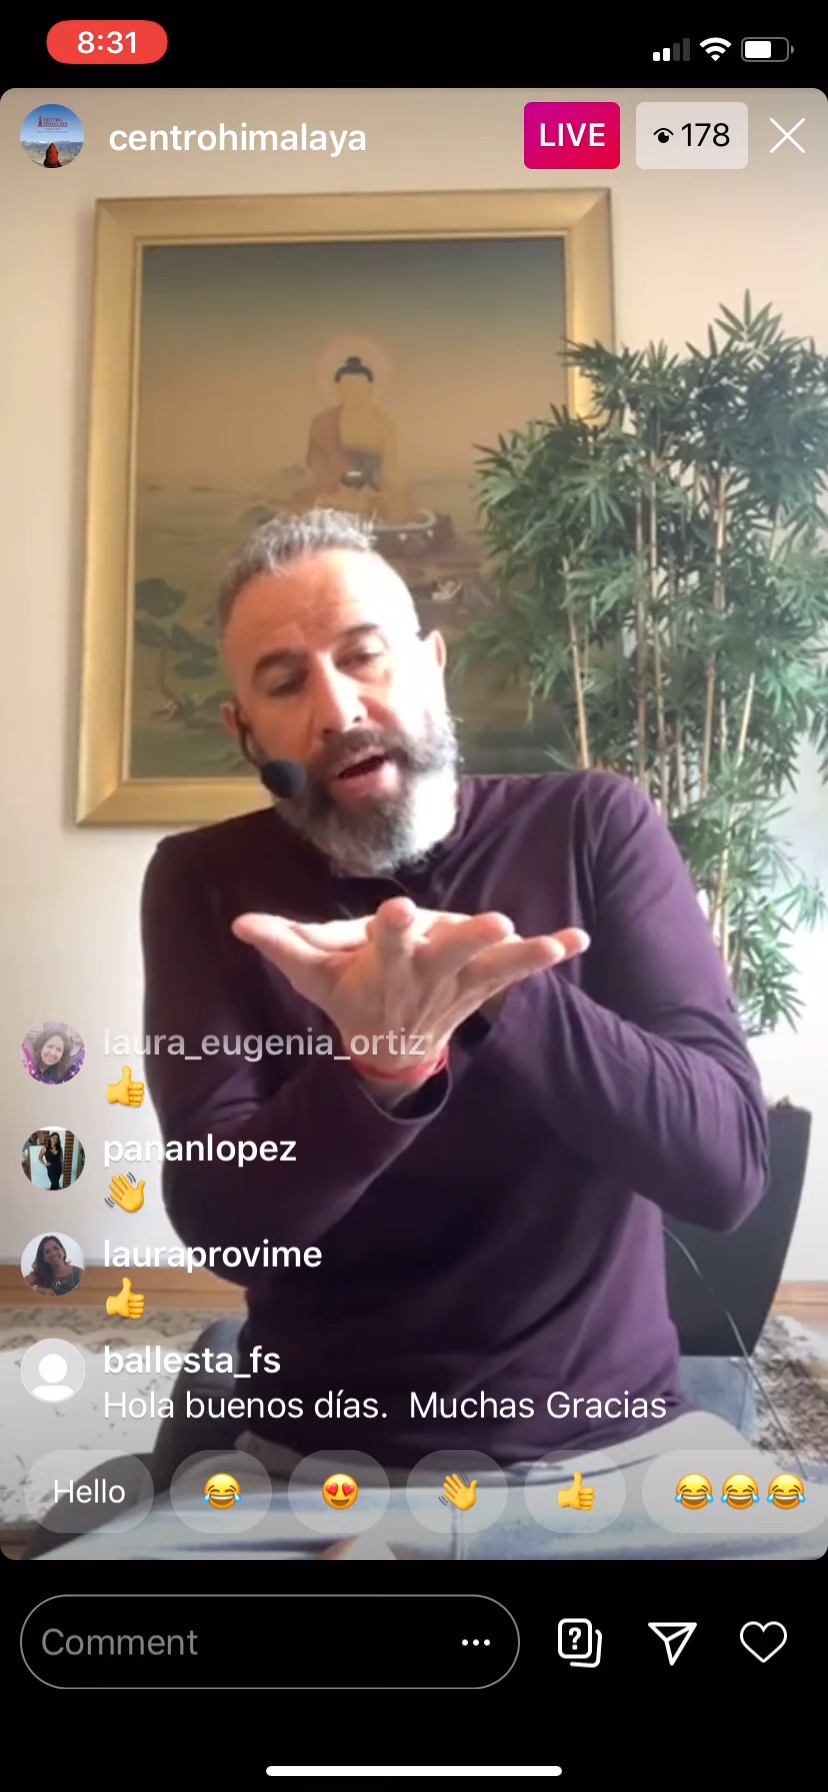 8:31
centrohimalaya
LIVE
178
laura_eugenia_ortiz
👍
pananlopez
👋
lauraprovime
👍
ballesta_fs
Hola buenos días.  Muchas Gracias
Hello 😂 😍 👋 👍 😂😂😂
Comment